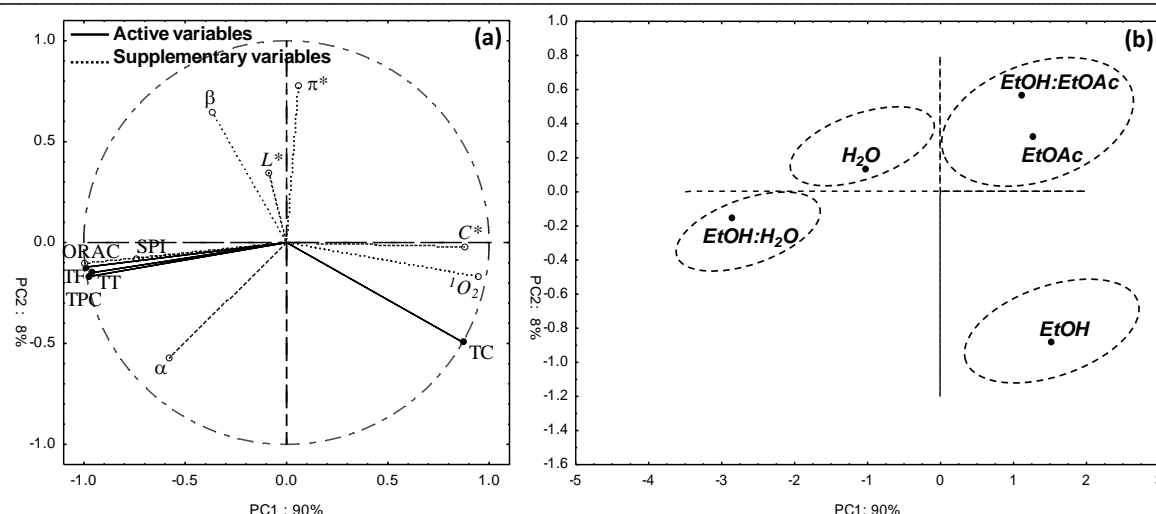 Active variables
Supplementary variables
(a)
1.0
0.5
0.0
-0.5
-1.0
PC2 : 8%
π*
β
L*
ORAC
SPI
TF
TT
TPC
C*
¹O₂
TC
α
-1.0 -0.5 0.0 0.5 1.0
PC1 : 90%
(b)
1.0
0.8
0.6
0.4
0.2
0.0
-0.2
-0.4
-0.6
-0.8
-1.0
-1.2
-1.4
-1.6
PC2: 8%
EtOH:EtOAc
EtOAc
H₂O
EtOH:H₂O
EtOH
-5 -4 -3 -2 -1 0 1 2 3
PC1: 90%